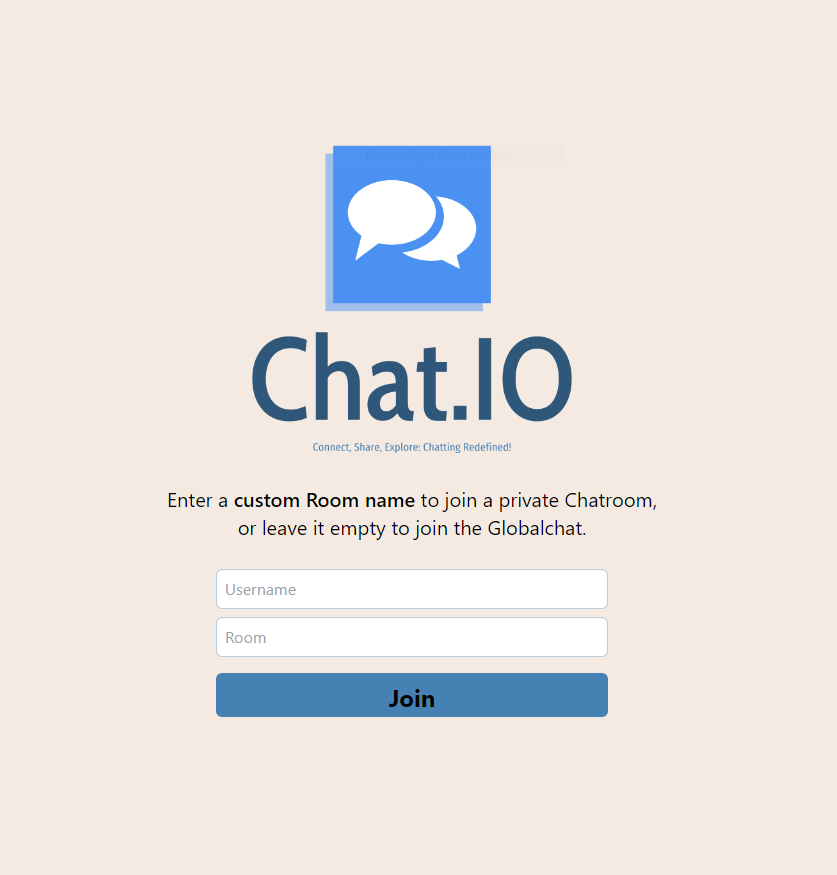 Chat.IO
Connect, Share, Explore: Chatting Redefined!
Enter a custom Room name to join a private Chatroom,
or leave it empty to join the Globalchat.
Username
Room
Join